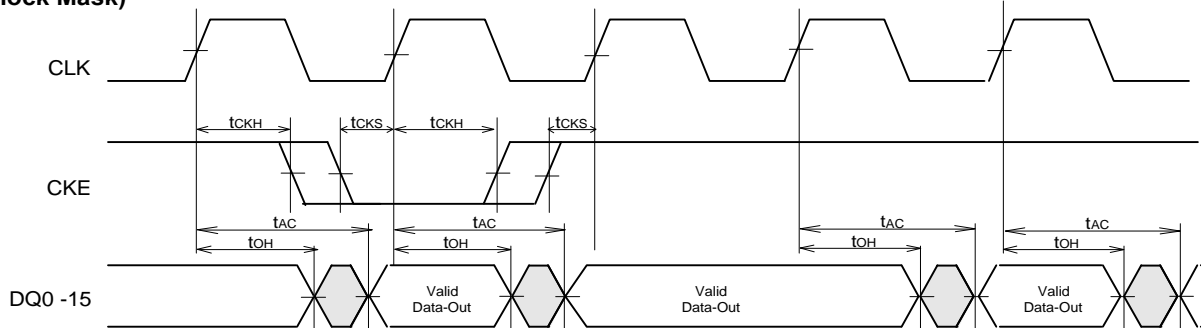 lock Mask)
CLK
tCKH tCKS tCKH tCKS
CKE
tAC tAC tAC tAC
tOH tOH tOH tOH
DQ0 -15
Valid
Data-Out
Valid
Data-Out
Valid
Data-Out